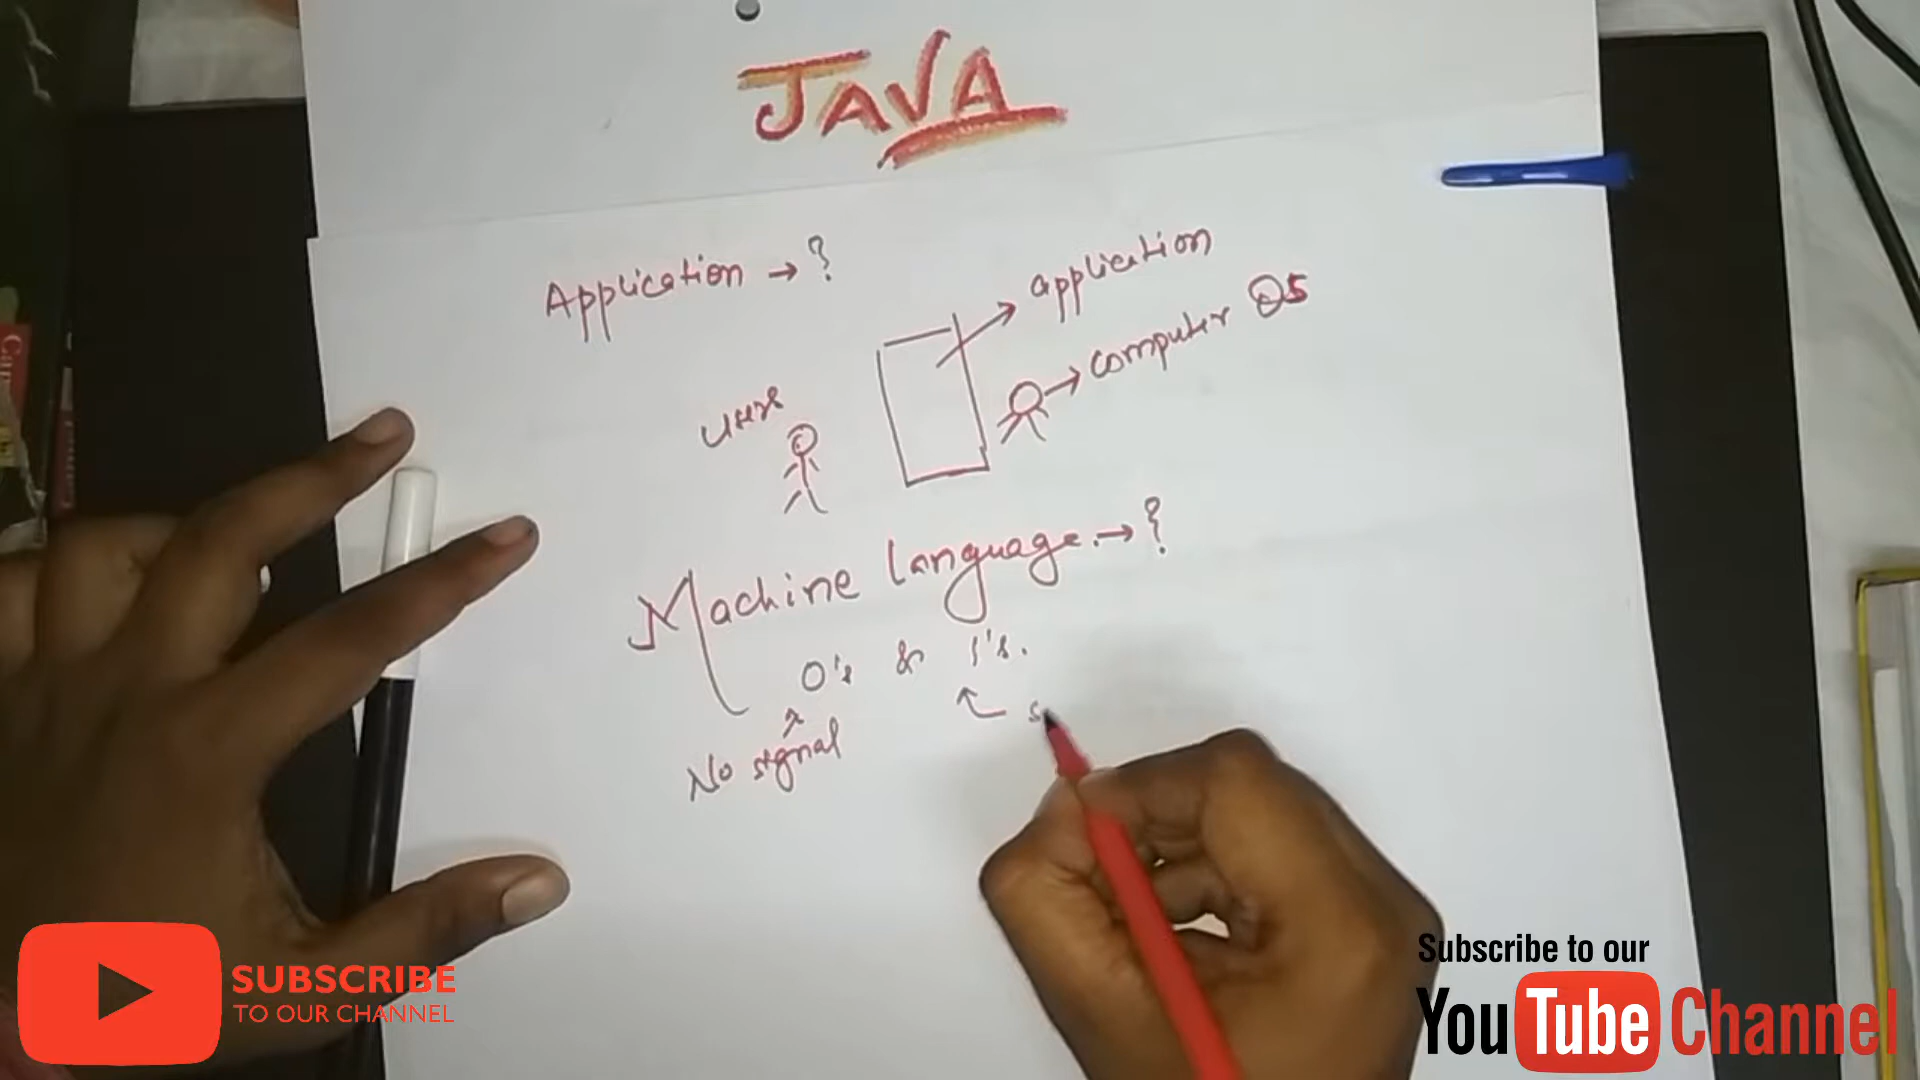 JAVA
Application → ?
application
computer OS
user
Machine language. → ?
0's & 1's.
s
No signal
SUBSCRIBE
TO OUR CHANNEL
Subscribe to our
YouTube Channel